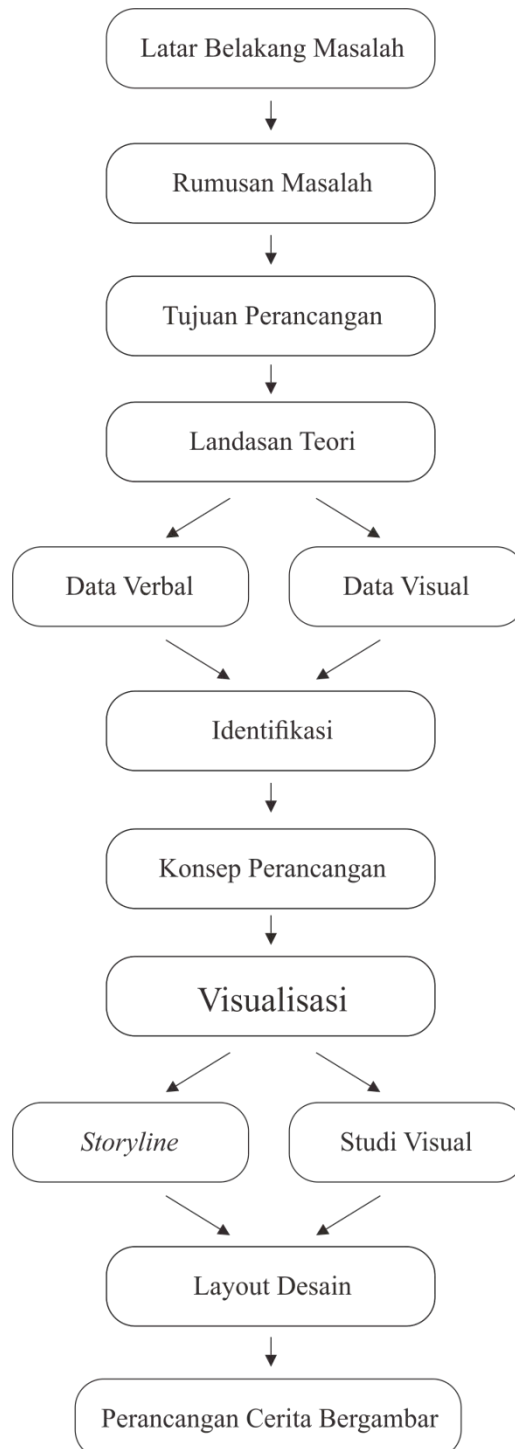 Latar Belakang Masalah
Rumusan Masalah
Tujuan Perancangan
Landasan Teori
Data Verbal
Data Visual
Identifikasi
Konsep Perancangan
Visualisasi
Storyline
Studi Visual
Layout Desain
Perancangan Cerita Bergambar